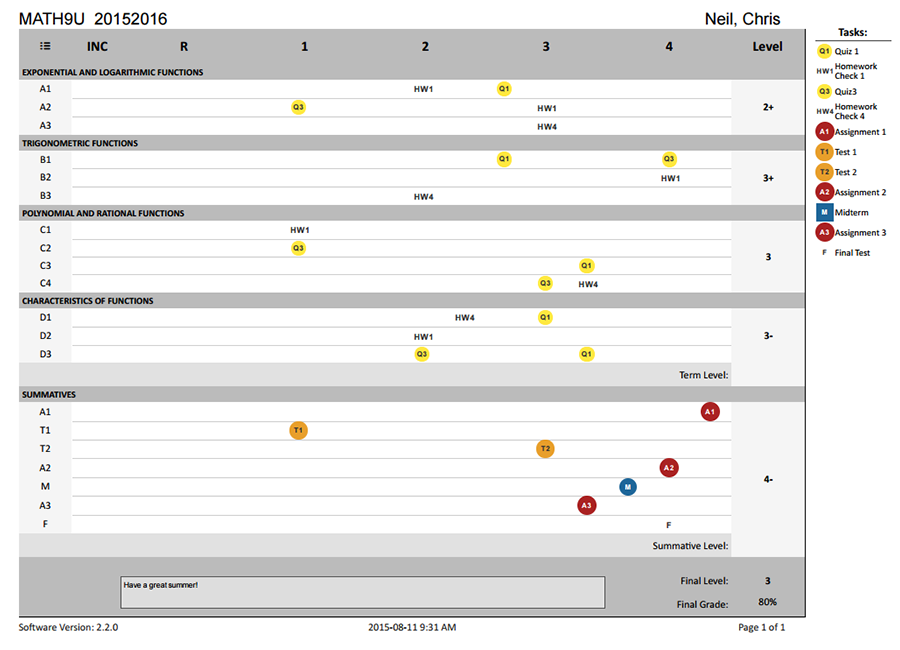 MATH9U 20152016
Neil, Chris
INC R 1 2 3 4 Level
EXPONENTIAL AND LOGARITHMIC FUNCTIONS
A1 HW1 Q1
A2 Q3 HW1
2+
A3 HW4
TRIGONOMETRIC FUNCTIONS
B1 Q1 Q3
B2 HW1
3+
B3 HW4
POLYNOMIAL AND RATIONAL FUNCTIONS
C1 HW1
C2 Q3
3
C3 Q1
C4 Q3 HW4
CHARACTERISTICS OF FUNCTIONS
D1 HW4 Q1
D2 HW1
3-
D3 Q3 Q1
Term Level:
SUMMATIVES
A1 A1
T1 T1
T2 T2
A2 A2
4-
M M
A3 A3
F F
Summative Level:
Have a great summer!
Final Level: 3
Final Grade: 80%
Software Version: 2.2.0
2015-08-11 9:31 AM
Page 1 of 1
Tasks:
Q1 Quiz 1
HW1 Homework
Check 1
Q3 Quiz3
HW4 Homework
Check 4
A1 Assignment 1
T1 Test 1
T2 Test 2
A2 Assignment 2
M Midterm
A3 Assignment 3
F Final Test